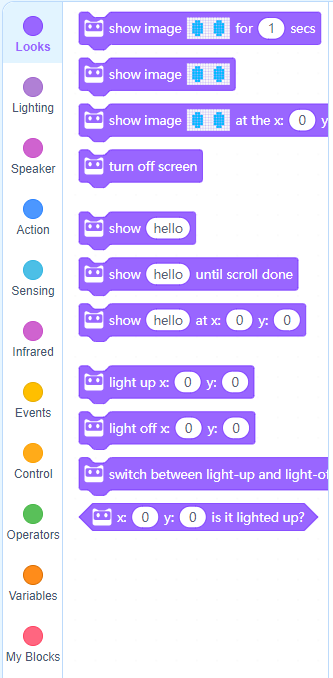 Looks
Lighting
Speaker
Action
Sensing
Infrared
Events
Control
Operators
Variables
My Blocks
show image for 1 secs
show image
show image at the x: 0 y
turn off screen
show hello
show hello until scroll done
show hello at x: 0 y: 0
light up x: 0 y: 0
light off x: 0 y: 0
switch between light-up and light-of
x: 0 y: 0 is it lighted up?